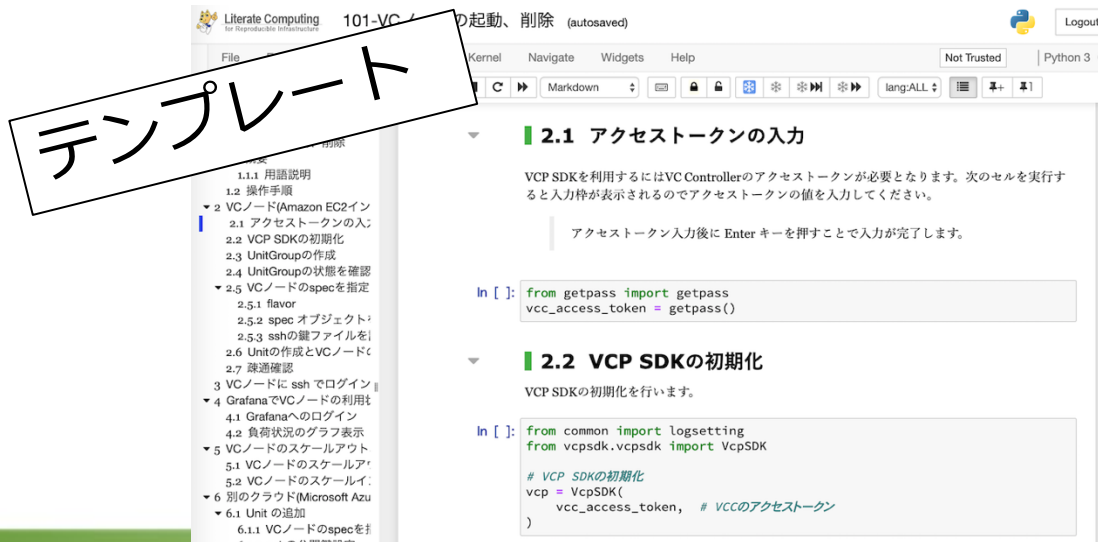 Literate Computing
for Reproducible Infrastructure
101-VC
の起動、削除 (autosaved)
Logout
File
Kernel Navigate Widgets Help
Not Trusted
Python 3
テンプレート
Markdown
lang:ALL
削除
概要
1.1.1 用語説明
1.2 操作手順
2 VCノード(Amazon EC2イン
2.1 アクセストークンの入力
2.2 VCP SDKの初期化
2.3 UnitGroupの作成
2.4 UnitGroupの状態を確認
2.5 VCノードのspecを指定
2.5.1 flavor
2.5.2 spec オブジェクト
2.5.3 sshの鍵ファイルを
2.6 Unitの作成とVCノードの
2.7 疎通確認
3 VCノードに ssh でログイン
4 GrafanaでVCノードの利用状
4.1 Grafanaへのログイン
4.2 負荷状況のグラフ表示
5 VCノードのスケールアウト
5.1 VCノードのスケールア
5.2 VCノードのスケールイ
6 別のクラウド(Microsoft Azu
6.1 Unit の追加
6.1.1 VCノードのspecを指
2.1 アクセストークンの入力
VCP SDKを利用するにはVC Controllerのアクセストークンが必要となります。次のセルを実行す
ると入力枠が表示されるのでアクセストークンの値を入力してください。
アクセストークン入力後に Enter キーを押すことで入力が完了します。
In [ ]: from getpass import getpass
vcc_access_token = getpass()
2.2 VCP SDKの初期化
VCP SDKの初期化を行います。
In [ ]: from common import logsetting
from vcpsdk.vcpsdk import VcpSDK
# VCP SDKの初期化
vcp = VcpSDK(
vcc_access_token, # VCCのアクセストークン
)